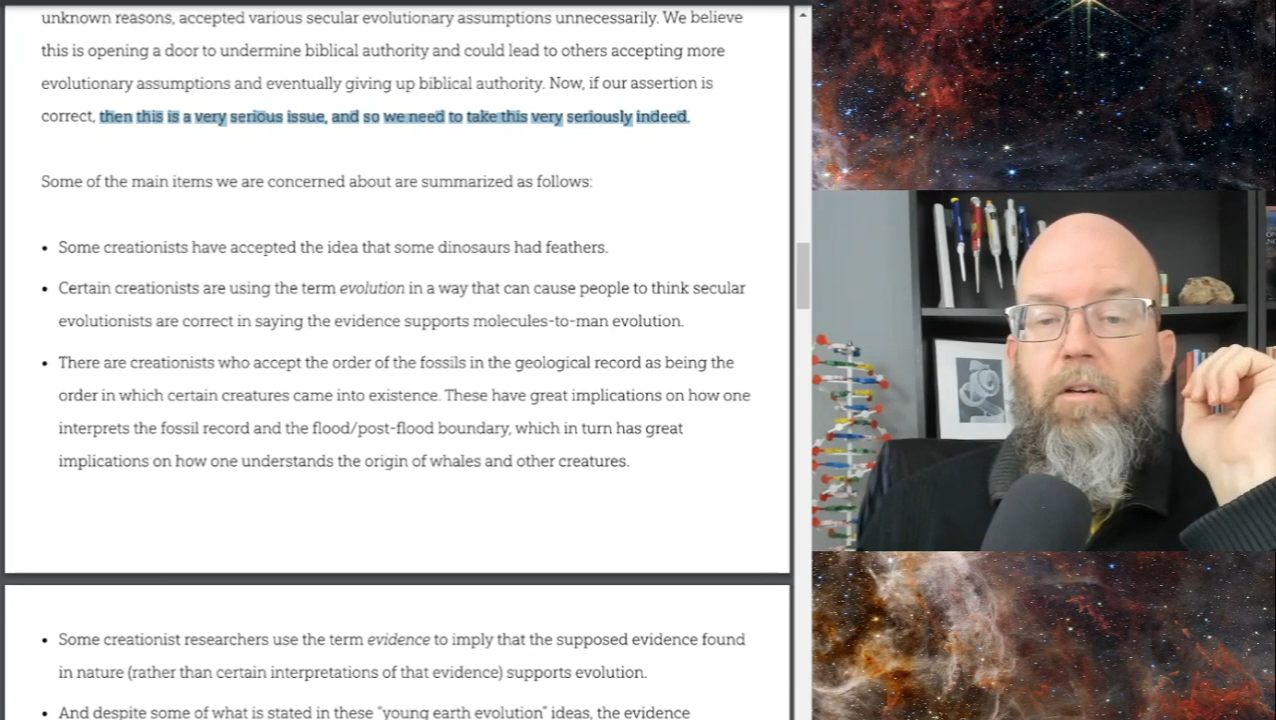 unknown reasons, accepted various secular evolutionary assumptions unnecessarily. We believe
this is opening a door to undermine biblical authority and could lead to others accepting more
evolutionary assumptions and eventually giving up biblical authority. Now, if our assertion is
correct, then this is a very serious issue, and so we need to take this very seriously indeed.
Some of the main items we are concerned about are summarized as follows:
• Some creationists have accepted the idea that some dinosaurs had feathers.
• Certain creationists are using the term evolution in a way that can cause people to think secular
evolutionists are correct in saying the evidence supports molecules-to-man evolution.
• There are creationists who accept the order of the fossils in the geological record as being the
order in which certain creatures came into existence. These have great implications on how one
interprets the fossil record and the flood/post-flood boundary, which in turn has great
implications on how one understands the origin of whales and other creatures.
• Some creationist researchers use the term evidence to imply that the supposed evidence found
in nature (rather than certain interpretations of that evidence) supports evolution.
• And despite some of what is stated in these “young earth evolution” ideas, the evidence